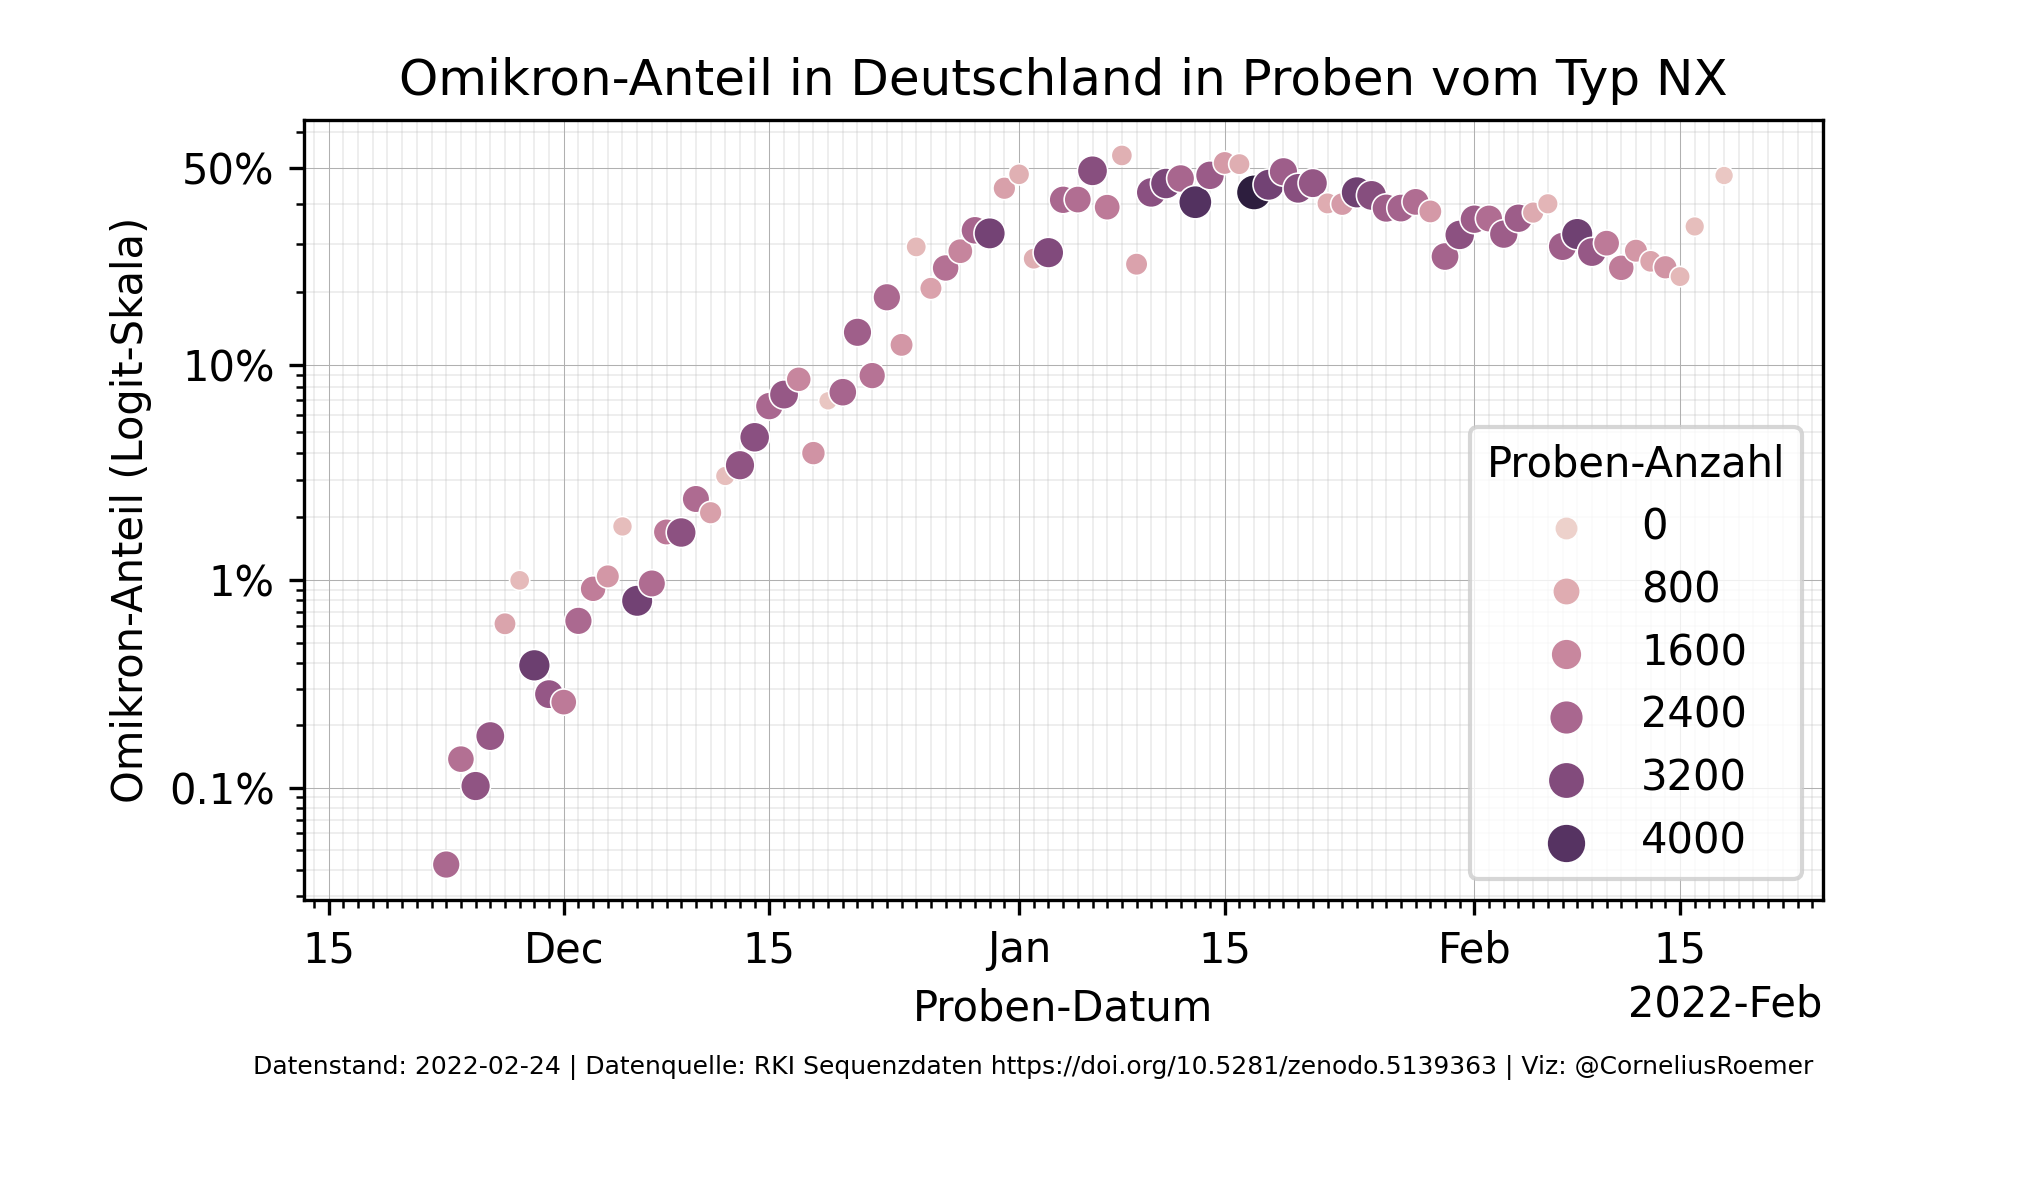 Omikron-Anteil in Deutschland in Proben vom Typ NX
Omikron-Anteil (Logit-Skala)
50%
10%
1%
0.1%
Proben-Anzahl
0
800
1600
2400
3200
4000
15 Dec 15 Jan 15 Feb 15
Proben-Datum
2022-Feb
Datenstand: 2022-02-24 | Datenquelle: RKI Sequenzdaten https://doi.org/10.5281/zenodo.5139363 | Viz: @CorneliusRoemer